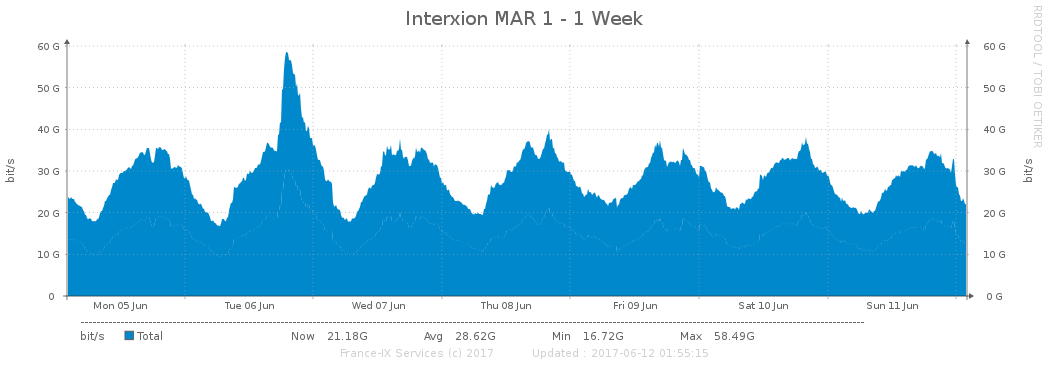 Interxion MAR 1 - 1 Week
RRDTOOL / TOBI OETIKER
bit/s
60 G 60 G
50 G 50 G
40 G 40 G
30 G 30 G
20 G 20 G
10 G 10 G
0 0 G
bit/s
Mon 05 Jun Tue 06 Jun Wed 07 Jun Thu 08 Jun Fri 09 Jun Sat 10 Jun Sun 11 Jun
bit/s Total Now 21.18G Avg 28.62G Min 16.72G Max 58.49G
France-IX Services (c) 2017 Updated : 2017-06-12 01:55:15